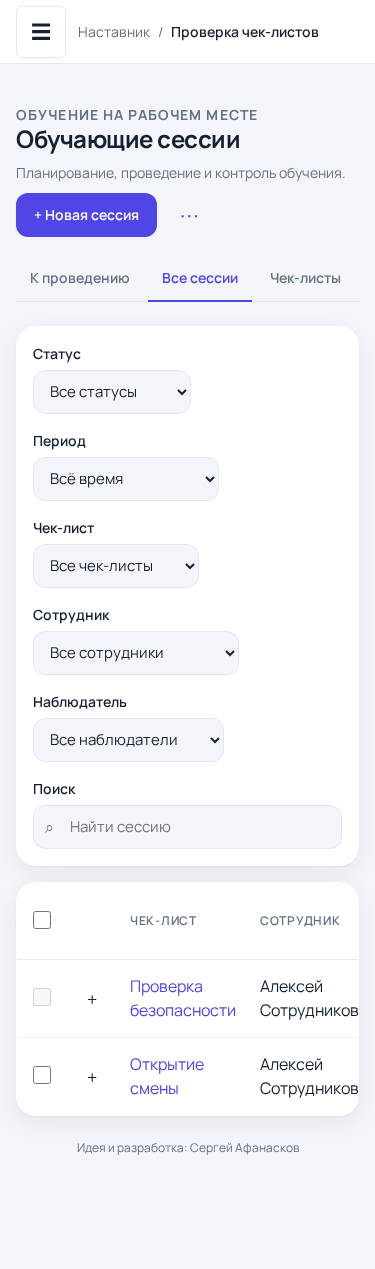 ☰ Наставник / Проверка чек-листов
ОБУЧЕНИЕ НА РАБОЧЕМ МЕСТЕ
Обучающие сессии
Планирование, проведение и контроль обучения.
+ Новая сессия ···
К проведению Все сессии Чек-листы
Статус
Все статусы
Период
Всё время
Чек-лист
Все чек-листы
Сотрудник
Все сотрудники
Наблюдатель
Все наблюдатели
Поиск
Найти сессию
ЧЕК-ЛИСТ СОТРУДНИК
+ Проверка безопасности Алексей Сотрудников
+ Открытие смены Алексей Сотрудников
Идея и разработка: Сергей Афанасков